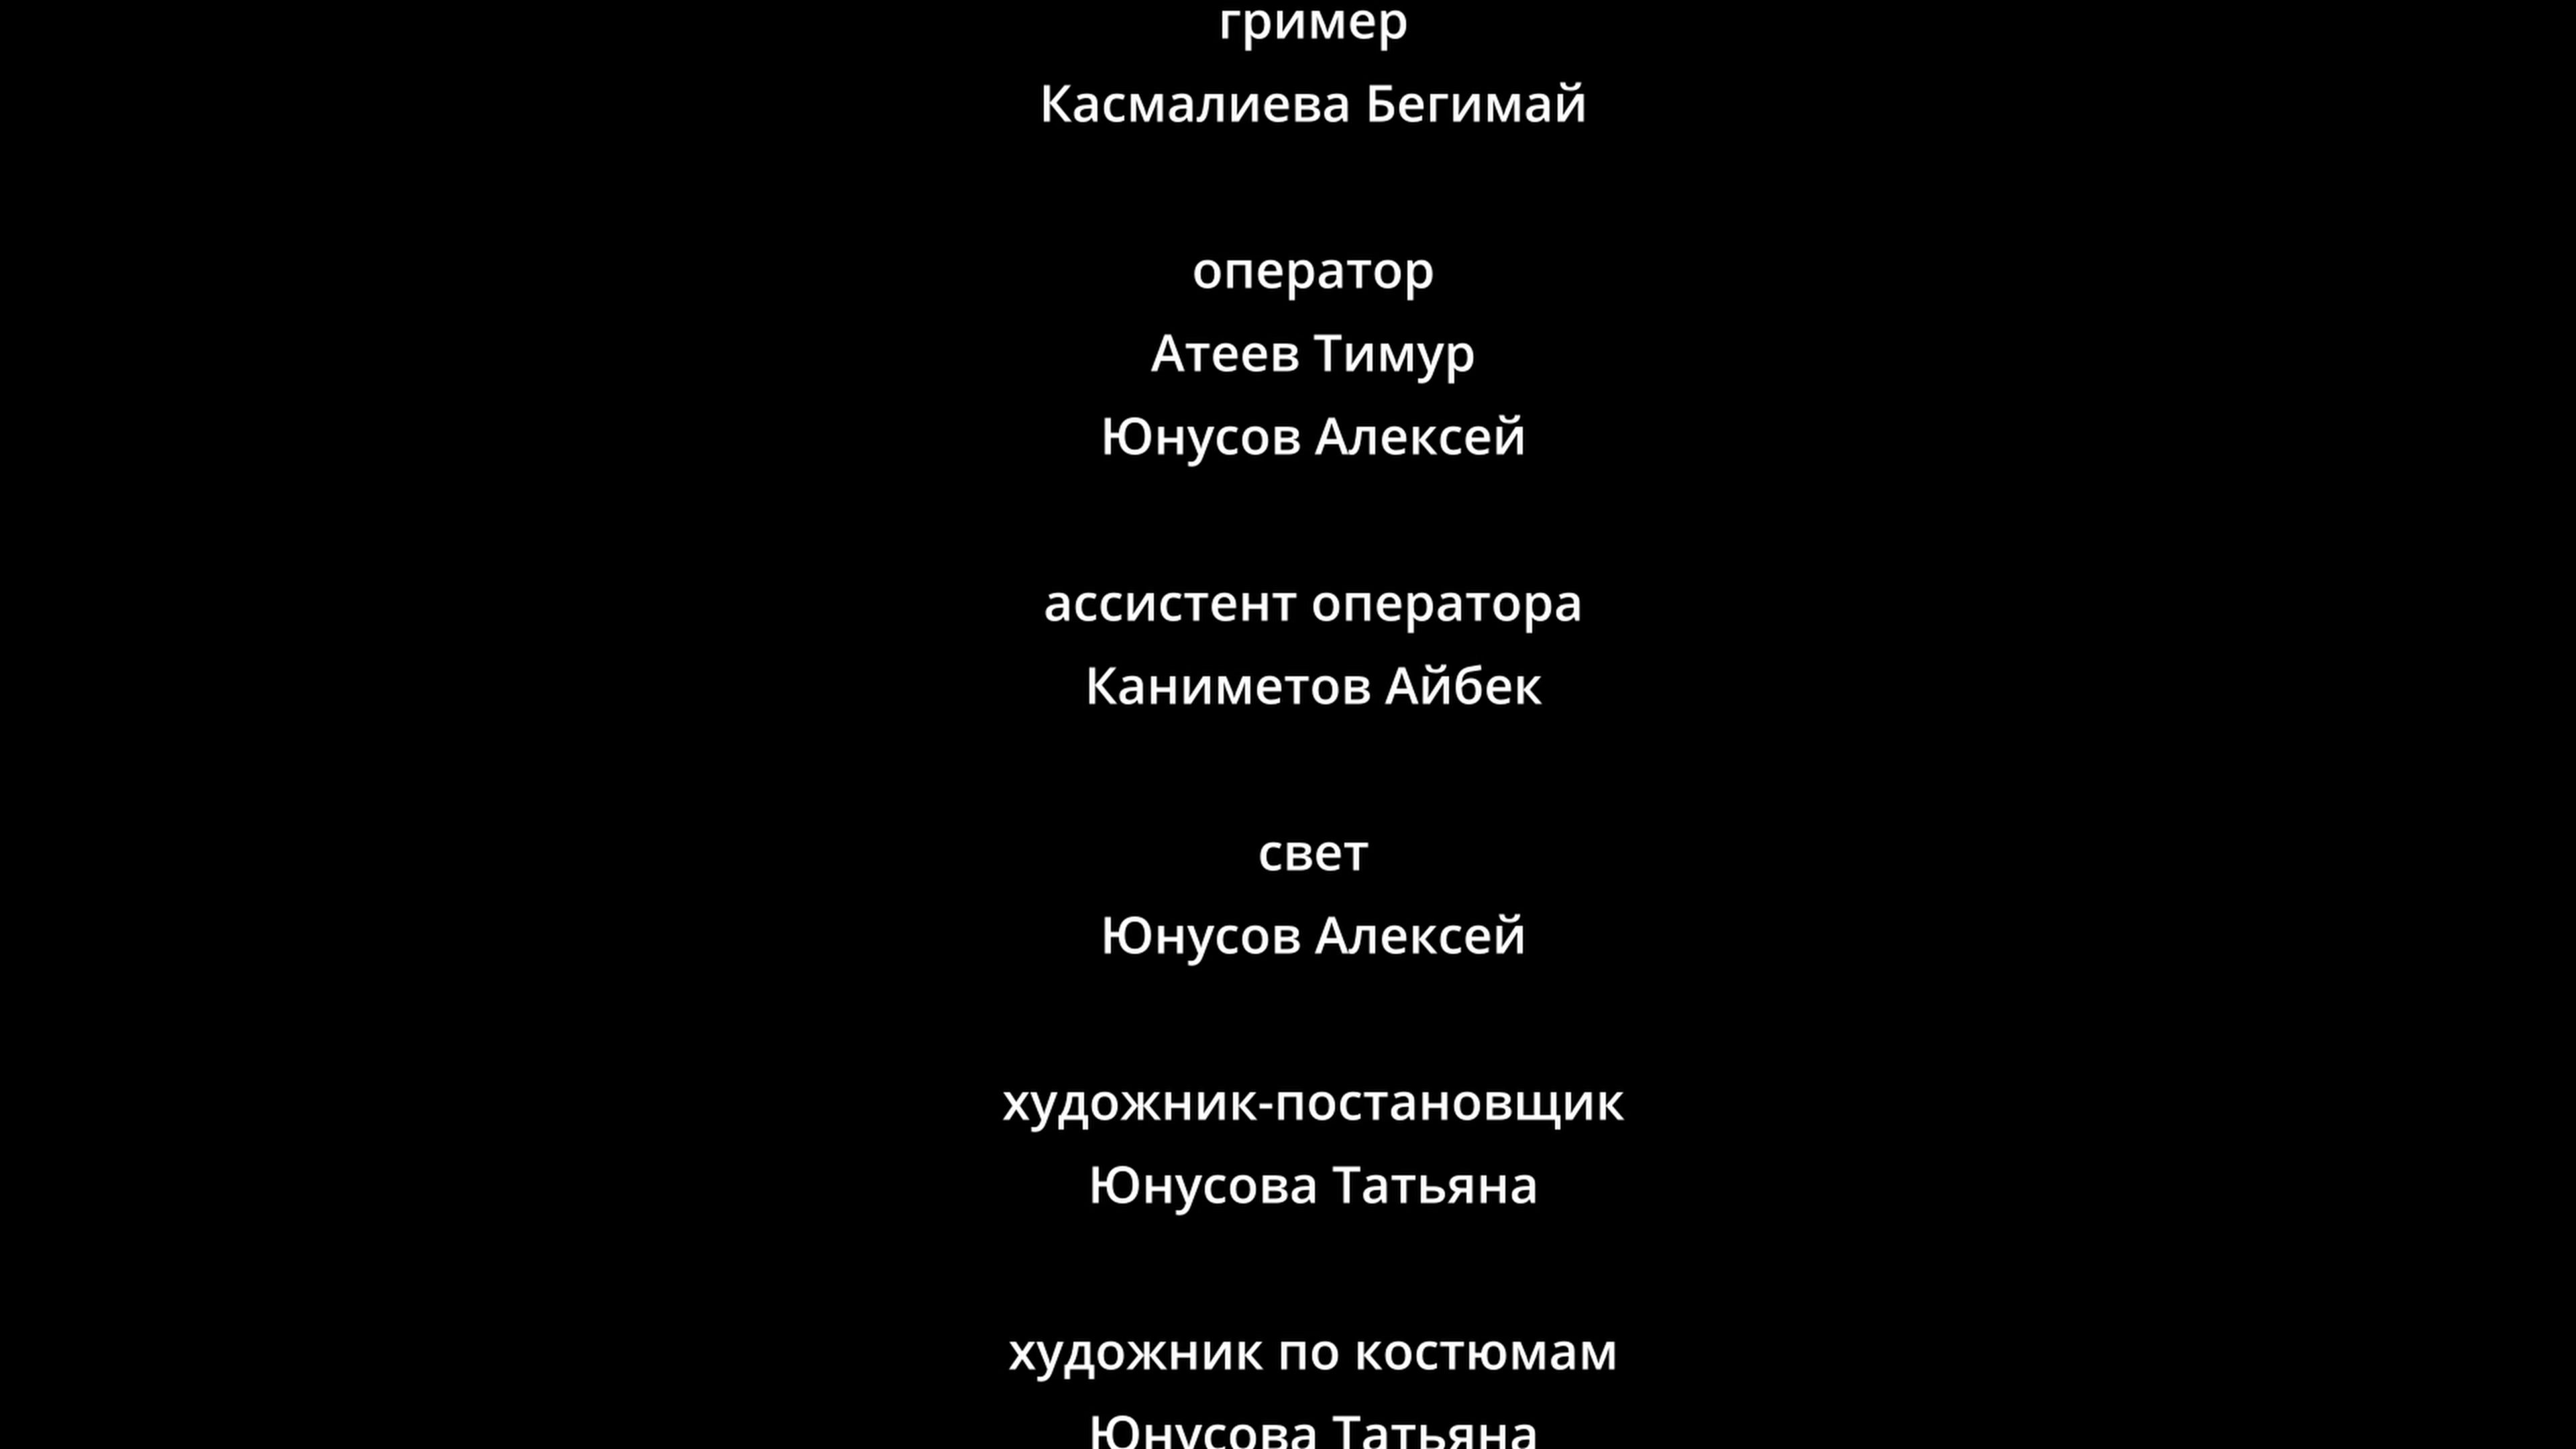 гример
Касмалиева Бегимай
оператор
Атеев Тимур
Юнусов Алексей
ассистент оператора
Каниметов Айбек
свет
Юнусов Алексей
художник-постановщик
Юнусова Татьяна
художник по костюмам
Юнусова Татьяна